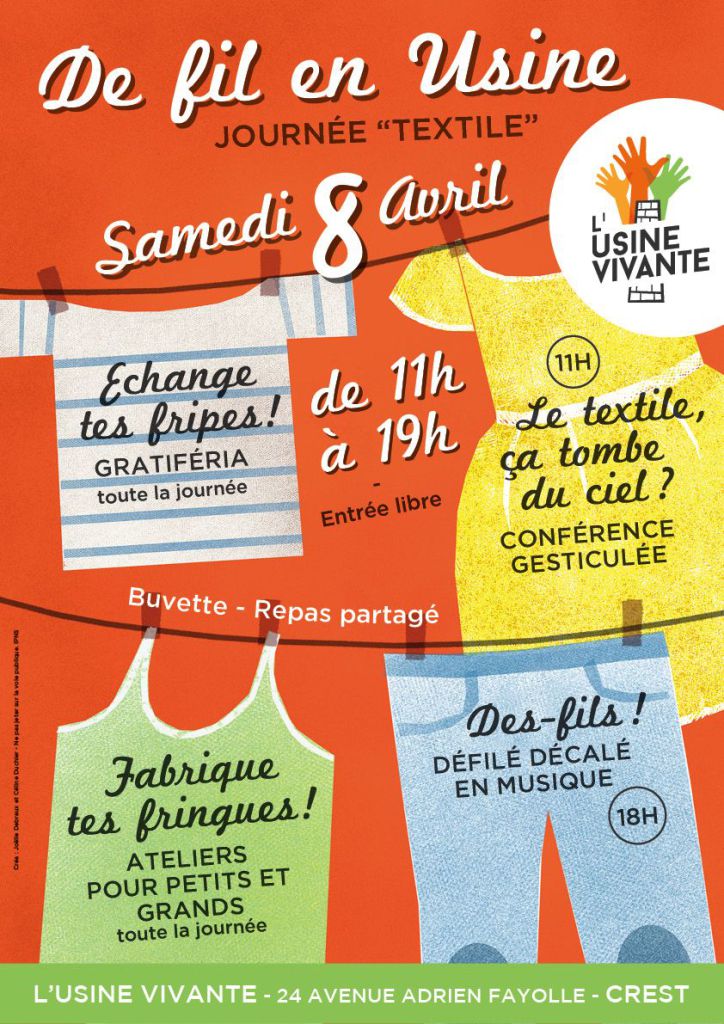 De fil en Usine
JOURNÉE “TEXTILE”
Samedi 8 Avril
L'
USINE
VIVANTE
Echange
tes fripes!
GRATIFÉRIA
toute la journée
de 11h
à 19h
-
Entrée libre
11H
Le textile,
ça tombe
du ciel ?
CONFÉRENCE
GESTICULÉE
Buvette - Repas partagé
Fabrique
tes fringues!
ATELIERS
POUR PETITS ET
GRANDS
toute la journée
Des-fils !
DÉFILÉ DÉCALÉ
EN MUSIQUE
18H
L’USINE VIVANTE - 24 AVENUE ADRIEN FAYOLLE - CREST